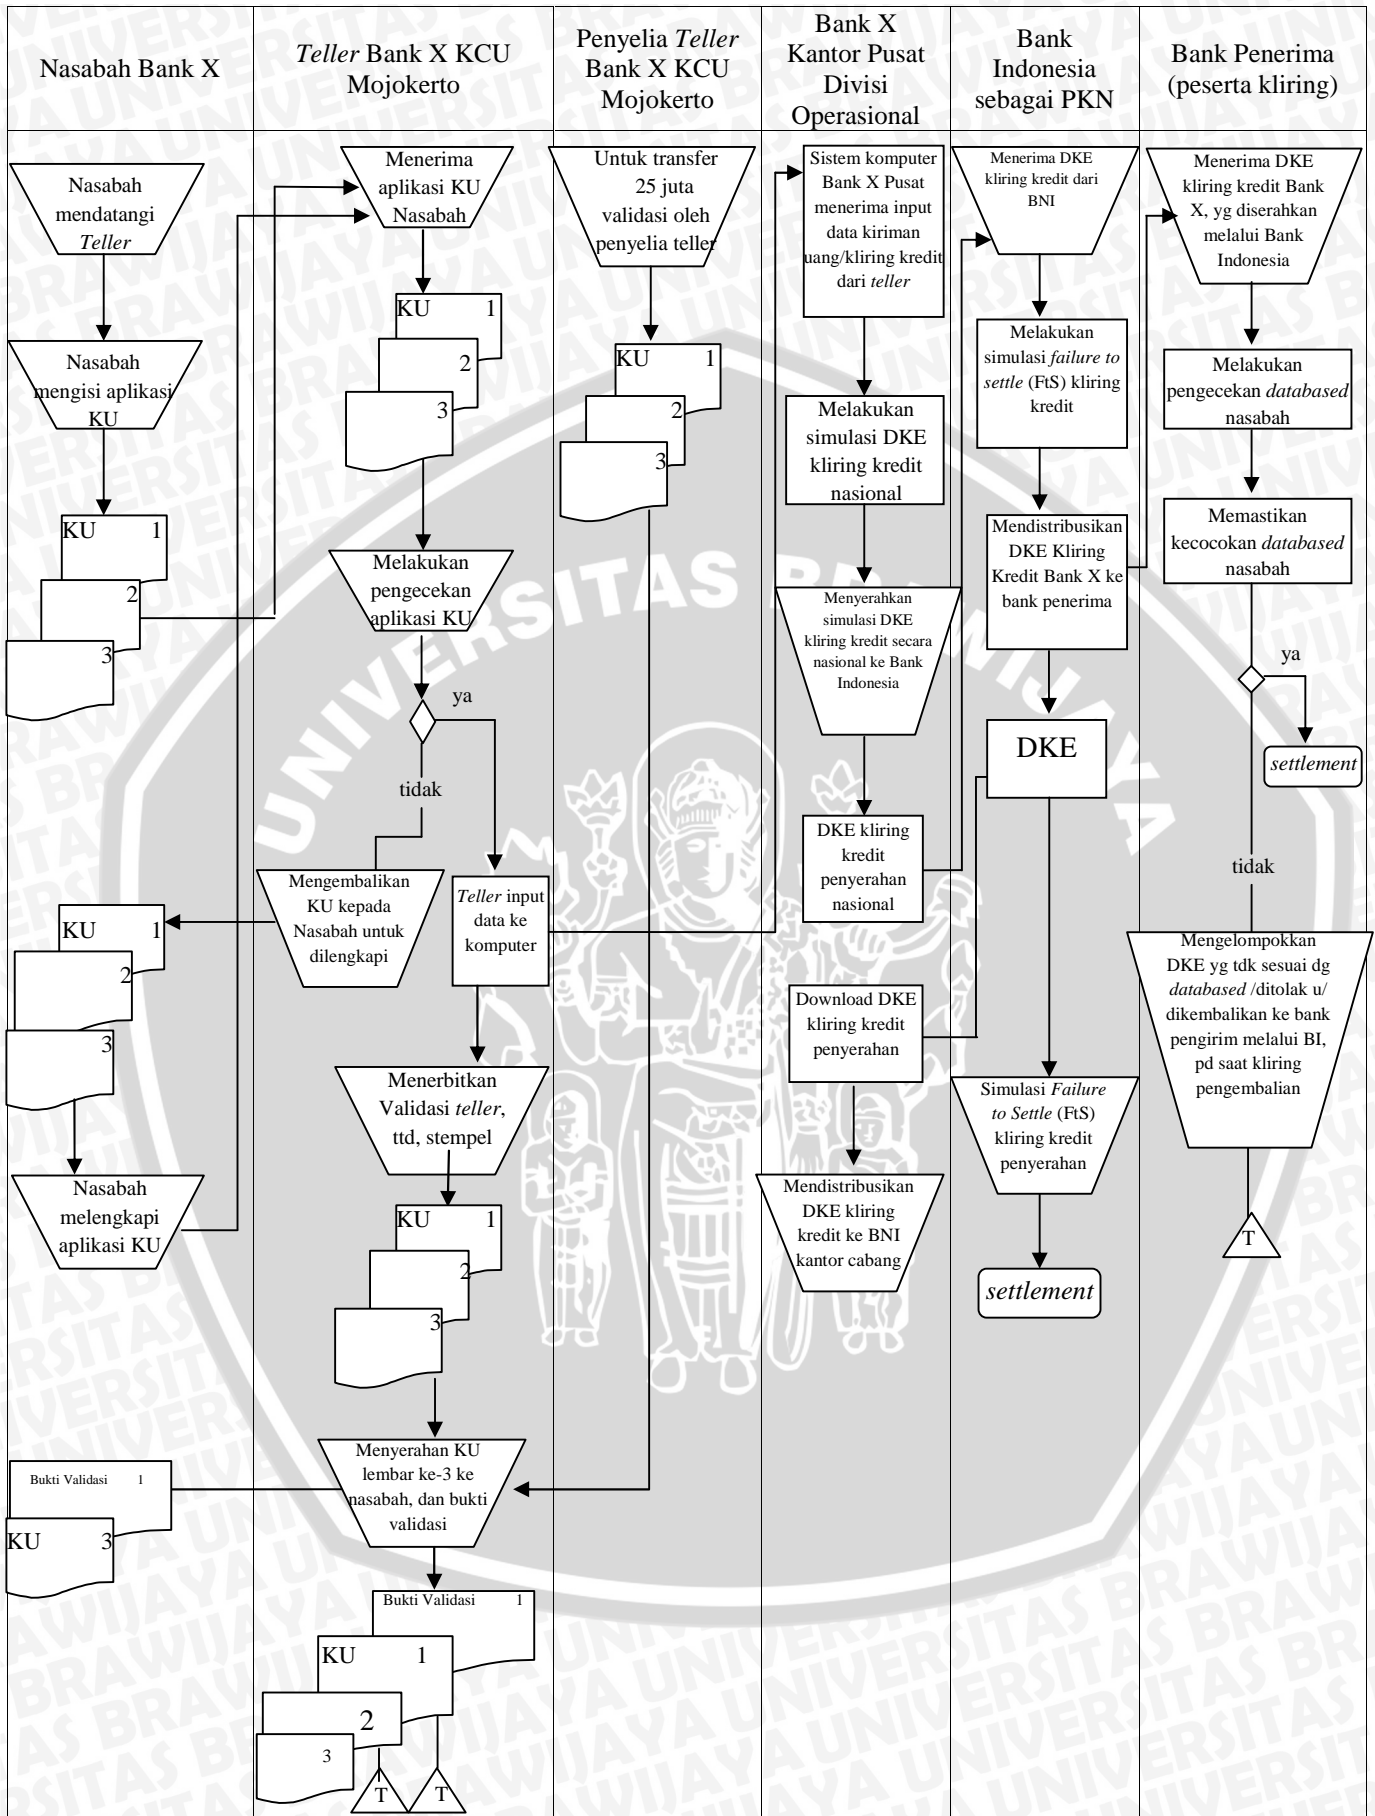 Nasabah Bank X
Teller Bank X KCU
Mojokerto
Penyelia Teller
Bank X KCU
Mojokerto
Bank X
Kantor Pusat
Divisi
Operasional
Bank
Indonesia
sebagai PKN
Bank Penerima
(peserta kliring)
Nasabah
mendatangi
Teller
Nasabah
mengisi aplikasi
KU
KU 1
2
3
KU 1
2
3
Nasabah
melengkapi
aplikasi KU
Bukti Validasi 1
KU 3
Menerima
aplikasi KU
Nasabah
KU 1
2
3
Melakukan
pengecekan
aplikasi KU
ya
tidak
Mengembalikan
KU kepada
Nasabah untuk
dilengkapi
Teller input
data ke
komputer
Menerbitkan
Validasi teller,
ttd, stempel
KU 1
2
3
Menyerahan KU
lembar ke-3 ke
nasabah, dan bukti
validasi
Bukti Validasi 1
KU 1
2
3
T
T
Untuk transfer
25 juta
validasi oleh
penyelia teller
KU 1
2
3
Sistem komputer
Bank X Pusat
menerima input
data kiriman
uang/kliring kredit
dari teller
Melakukan
simulasi DKE
kliring kredit
nasional
Menyerahkan
simulasi DKE
kliring kredit secara
nasional ke Bank
Indonesia
DKE kliring
kredit
penyerahan
nasional
Download DKE
kliring kredit
penyerahan
Mendistribusikan
DKE kliring
kredit ke BNI
kantor cabang
Menerima DKE
kliring kredit dari
BNI
Melakukan
simulasi failure to
settle (FtS) kliring
kredit
Mendistribusikan
DKE Kliring
Kredit Bank X ke
bank penerima
DKE
Simulasi Failure
to Settle (FtS)
kliring kredit
penyerahan
settlement
Menerima DKE
kliring kredit Bank
X, yg diserahkan
melalui Bank
Indonesia
Melakukan
pengecekan databased
nasabah
Memastikan
kecocokan databased
nasabah
ya
settlement
tidak
Mengelompokkan
DKE yg tdk sesuai dg
databased /ditolak u/
dikembalikan ke bank
pengirim melalui BI,
pd saat kliring
pengembalian
T
UNIVERSITAS BRAWIJAYA